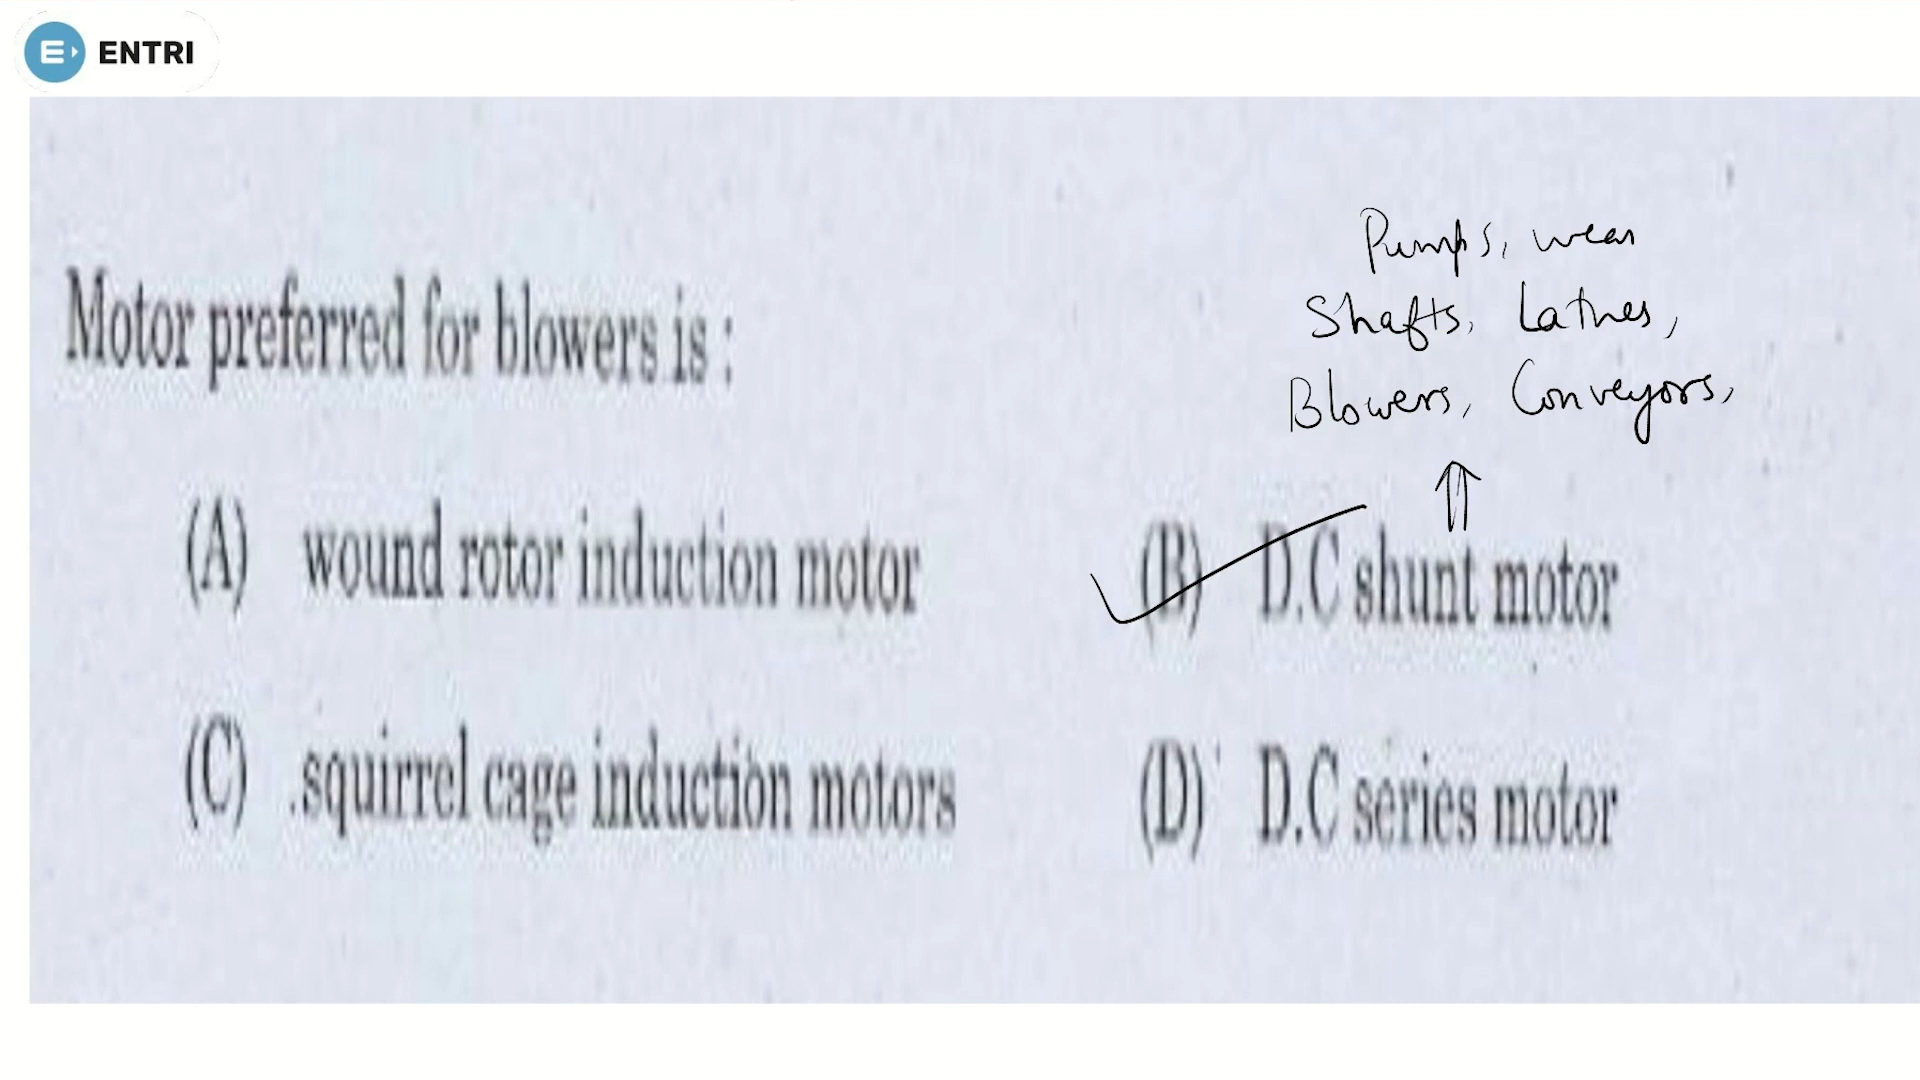 ENTRI
Pumps, wear
Shafts, Lathes,
Blowers, Conveyors,
Motor preferred for blowers is :
(A) wound rotor induction motor
(B) D.C shunt motor
(C) squirrel cage induction motors
(D) D.C series motor